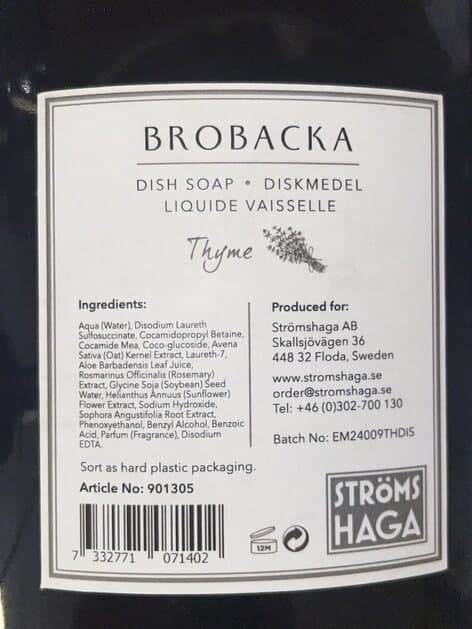 BROBACKA
DISH SOAP • DISKMEDEL
LIQUIDE VAISSELLE
Thyme
Ingredients:
Aqua (Water), Disodium Laureth
Sulfosuccinate, Cocamidopropyl Betaine,
Cocamide Mea, Coco-glucoside, Avena
Sativa (Oat) Kernel Extract, Laureth-7,
Aloe Barbadensis Leaf Juice,
Rosmarinus Officinalis (Rosemary)
Extract, Glycine Soja (Soybean) Seed
Water, Helianthus Annuus (Sunflower)
Flower Extract, Sodium Hydroxide,
Sophora Angustifolia Root Extract,
Phenoxyethanol, Benzyl Alcohol, Benzoic
Acid, Parfum (Fragrance), Disodium
EDTA.
Produced for:
Strömshaga AB
Skallsjövägen 36
448 32 Floda, Sweden
www.stromshaga.se
order@stromshaga.se
Tel: +46 (0)302-700 130
Batch No: EM24009THDIS
Sort as hard plastic packaging.
Article No: 901305
7 332771 071402
12M
STRÖMS
HAGA